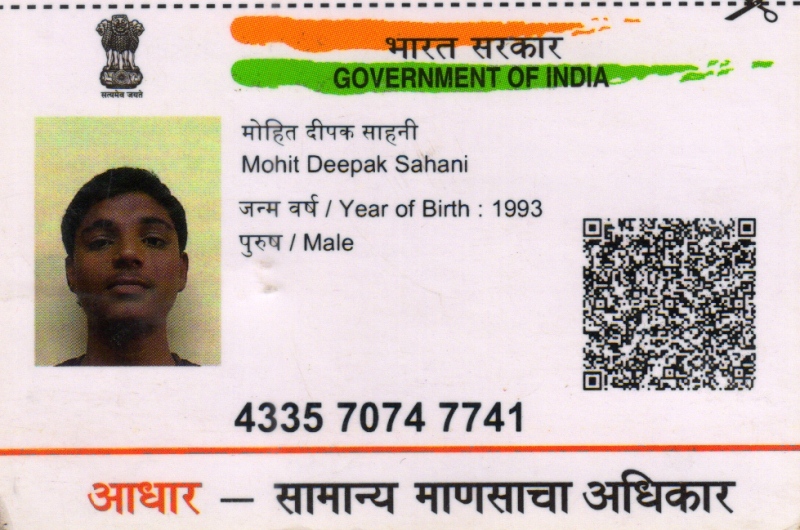 भारत सरकार
GOVERNMENT OF INDIA
सत्यमेव जयते
मोहित दीपक साहनी
Mohit Deepak Sahani
जन्म वर्ष / Year of Birth : 1993
पुरुष / Male
4335 7074 7741
आधार – सामान्य माणसाचा अधिकार